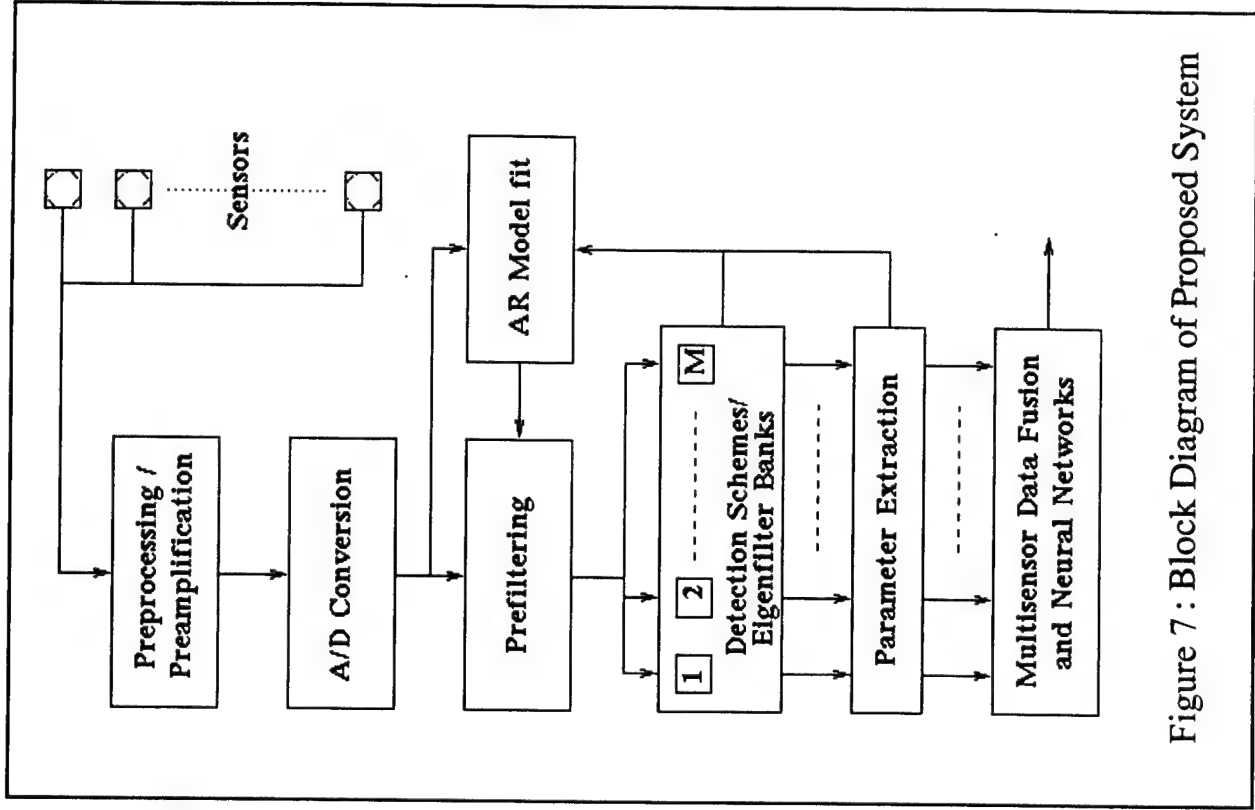 Sensors
Preprocessing /
Preamplification
A/D Conversion
Prefiltering
AR Model fit
1 2 M
Detection Schemes/
Eigenfilter Banks
Parameter Extraction
Multisensor Data Fusion
and Neural Networks
Figure 7 : Block Diagram of Proposed System